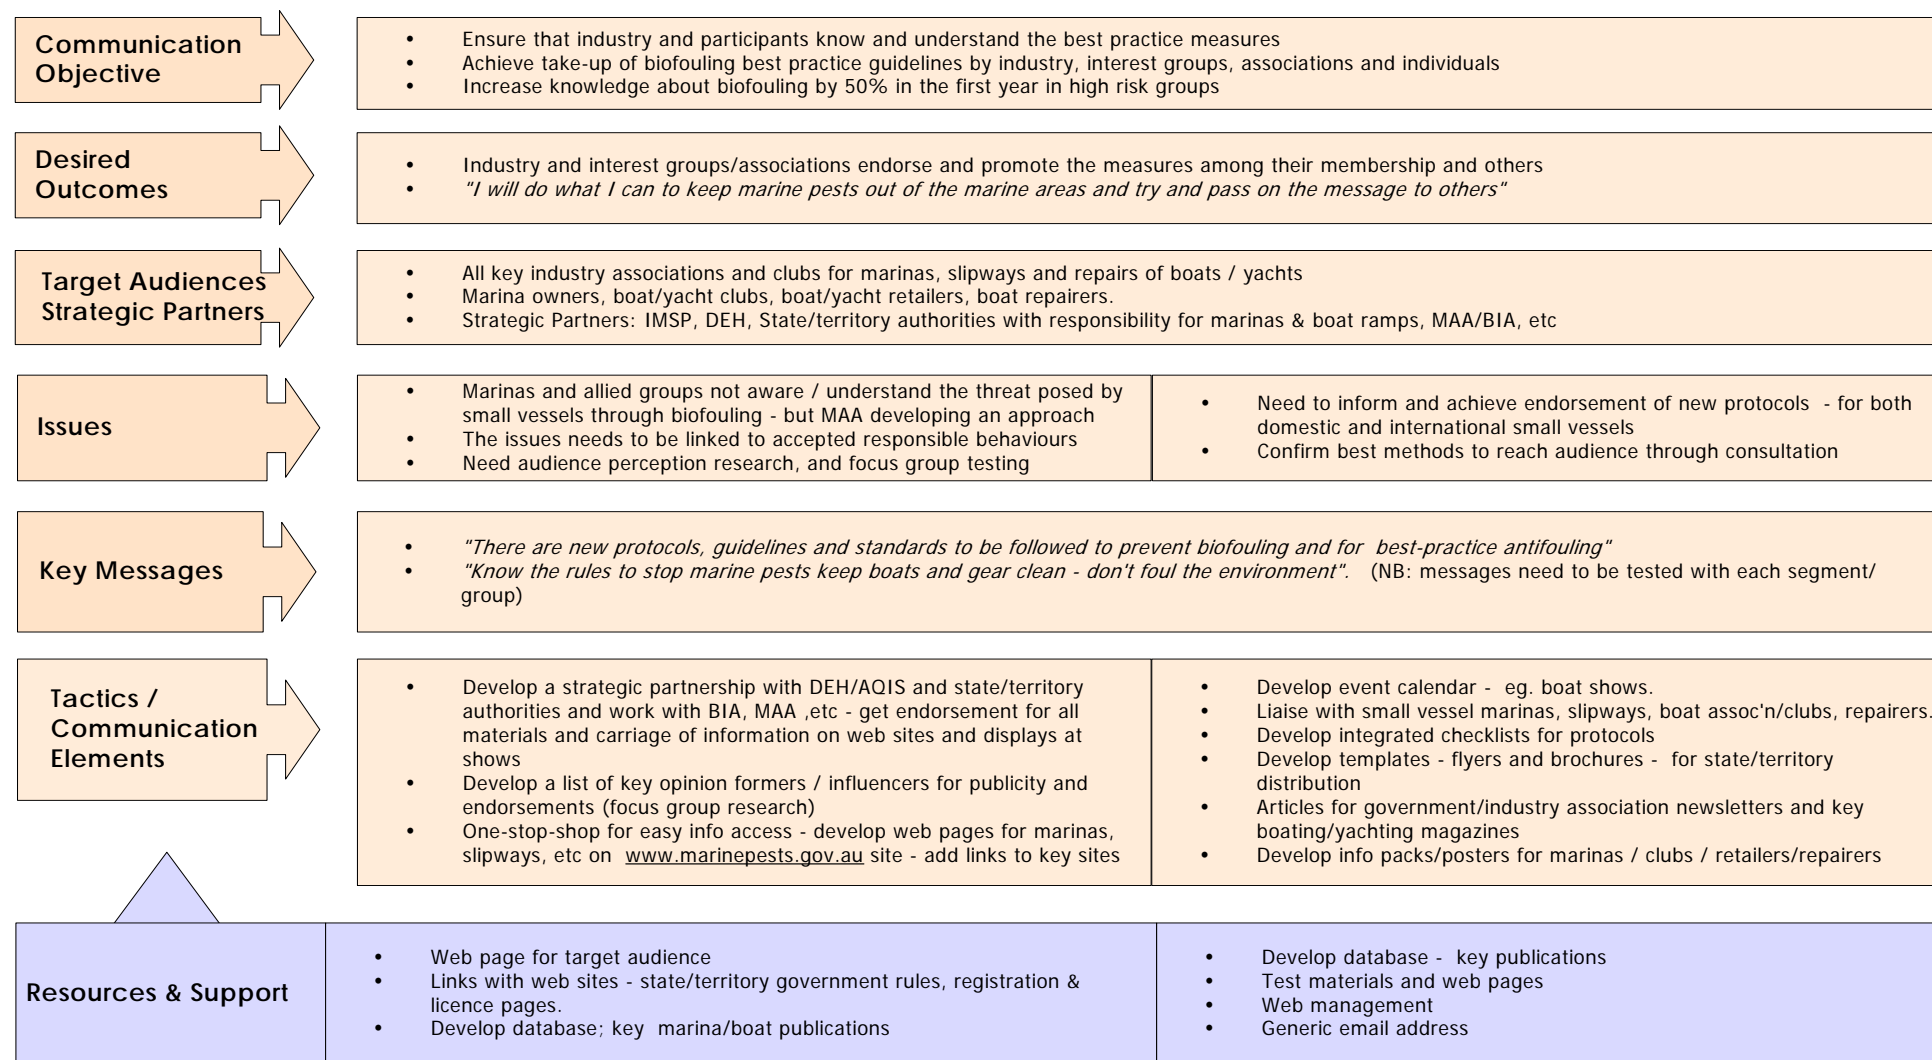 Communication
Objective
• Ensure that industry and participants know and understand the best practice measures
• Achieve take-up of biofouling best practice guidelines by industry, interest groups, associations and individuals
• Increase knowledge about biofouling by 50% in the first year in high risk groups
Desired
Outcomes
• Industry and interest groups/associations endorse and promote the measures among their membership and others
• "I will do what I can to keep marine pests out of the marine areas and try and pass on the message to others"
Target Audiences
Strategic Partners
• All key industry associations and clubs for marinas, slipways and repairs of boats / yachts
• Marina owners, boat/yacht clubs, boat/yacht retailers, boat repairers.
• Strategic Partners: IMSP, DEH, State/territory authorities with responsibility for marinas & boat ramps, MAA/BIA, etc
Issues
• Marinas and allied groups not aware / understand the threat posed by
small vessels through biofouling - but MAA developing an approach
• The issues needs to be linked to accepted responsible behaviours
• Need audience perception research, and focus group testing
• Need to inform and achieve endorsement of new protocols - for both
domestic and international small vessels
• Confirm best methods to reach audience through consultation
Key Messages
• "There are new protocols, guidelines and standards to be followed to prevent biofouling and for best-practice antifouling"
• "Know the rules to stop marine pests keep boats and gear clean - don't foul the environment". (NB: messages need to be tested with each segment/
group)
Tactics /
Communication
Elements
• Develop a strategic partnership with DEH/AQIS and state/territory
authorities and work with BIA, MAA ,etc - get endorsement for all
materials and carriage of information on web sites and displays at
shows
• Develop a list of key opinion formers / influencers for publicity and
endorsements (focus group research)
• One-stop-shop for easy info access - develop web pages for marinas,
slipways, etc on www.marinepests.gov.au site - add links to key sites
• Develop event calendar - eg. boat shows.
• Liaise with small vessel marinas, slipways, boat assoc'n/clubs, repairers.
• Develop integrated checklists for protocols
• Develop templates - flyers and brochures - for state/territory
distribution
• Articles for government/industry association newsletters and key
boating/yachting magazines
• Develop info packs/posters for marinas / clubs / retailers/repairers
Resources & Support
• Web page for target audience
• Links with web sites - state/territory government rules, registration &
licence pages.
• Develop database; key marina/boat publications
• Develop database - key publications
• Test materials and web pages
• Web management
• Generic email address